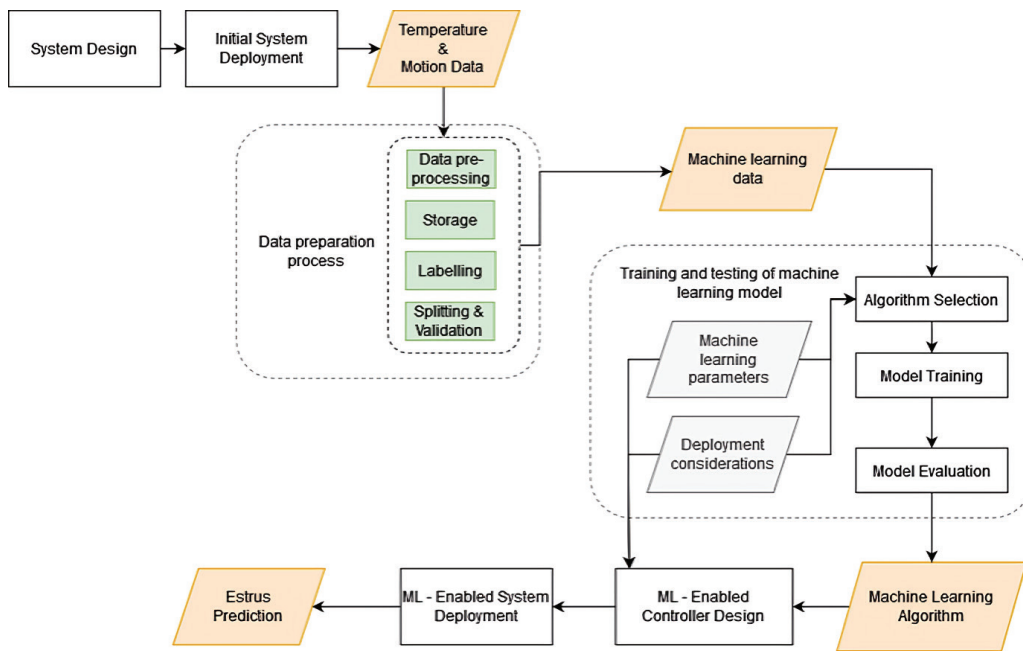 System Design
Initial System
Deployment
Temperature
&
Motion Data
Data pre-
processing
Storage
Labelling
Splitting &
Validation
Data preparation
process
Machine learning
data
Training and testing of machine
learning model
Algorithm Selection
Machine
learning
parameters
Model Training
Deployment
considerations
Model Evaluation
Estrus
Prediction
ML - Enabled System
Deployment
ML - Enabled
Controller Design
Machine Learning
Algorithm